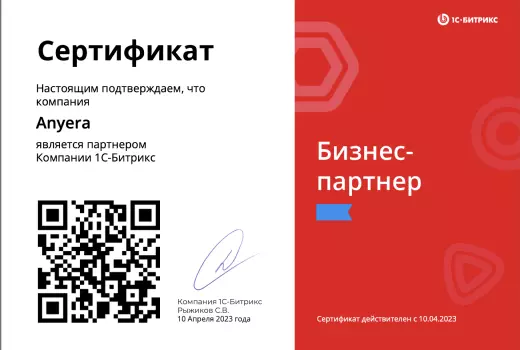 Сертификат
Настоящим подтверждаем, что
компания
Anyera
является партнером
Компании 1С-Битрикс
Компания 1С-Битрикс
Рыжиков С.В.
10 Апреля 2023 года
1С-БИТРИКС
Бизнес-
партнер
Сертификат действителен с 10.04.2023